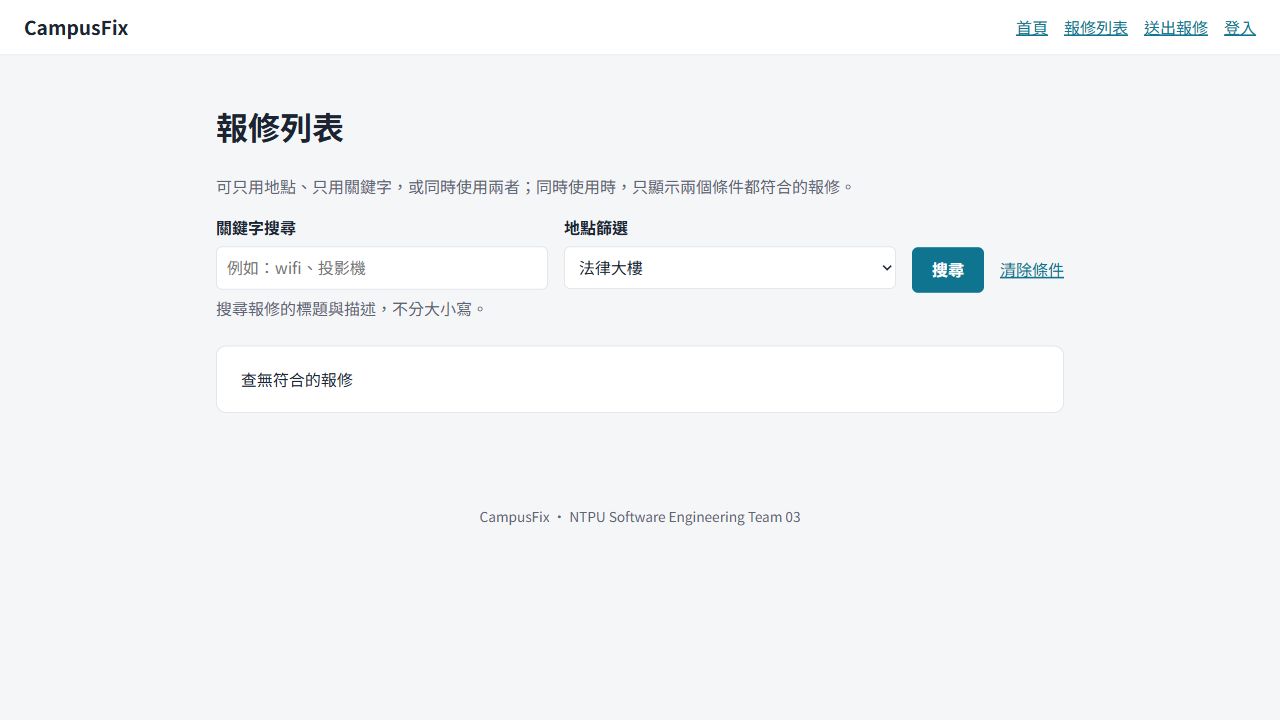 CampusFix
首頁 報修列表 送出報修 登入
報修列表
可只用地點、只用關鍵字，或同時使用兩者；同時使用時，只顯示兩個條件都符合的報修。
關鍵字搜尋 地點篩選
例如：wifi、投影機 法律大樓 搜尋 清除條件
搜尋報修的標題與描述，不分大小寫。
查無符合的報修
CampusFix ・ NTPU Software Engineering Team 03